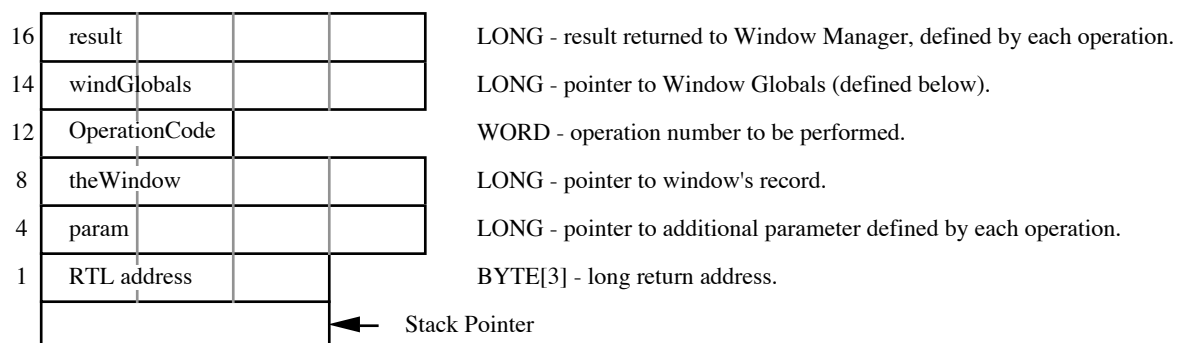 16 result LONG - result returned to Window Manager, defined by each operation.
14 windGlobals LONG - pointer to Window Globals (defined below).
12 OperationCode WORD - operation number to be performed.
8 theWindow LONG - pointer to window's record.
4 param LONG - pointer to additional parameter defined by each operation.
1 RTL address BYTE[3] - long return address.
Stack Pointer